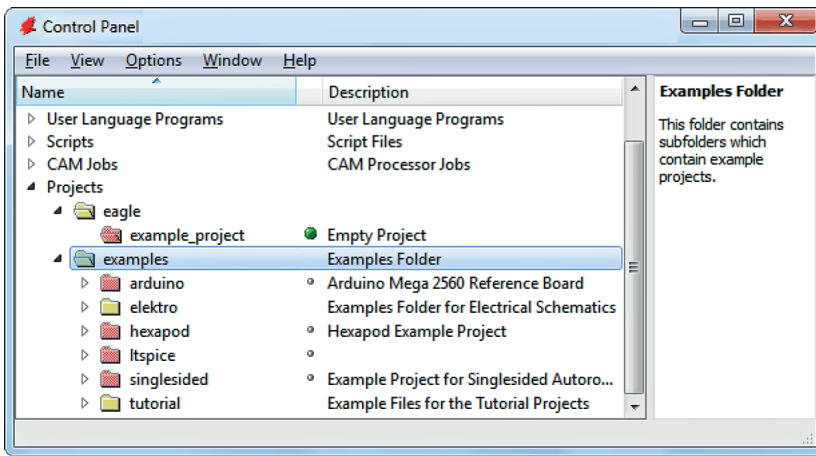 Control Panel
File View Options Window Help
Name Description
User Language Programs User Language Programs
Scripts Script Files
CAM Jobs CAM Processor Jobs
Projects
eagle
example_project Empty Project
examples Examples Folder
arduino Arduino Mega 2560 Reference Board
elektro Examples Folder for Electrical Schematics
hexapod Hexapod Example Project
ltspice
singlesided Example Project for Singlesided Autoro...
tutorial Example Files for the Tutorial Projects
Examples Folder
This folder contains
subfolders which
contain example
projects.